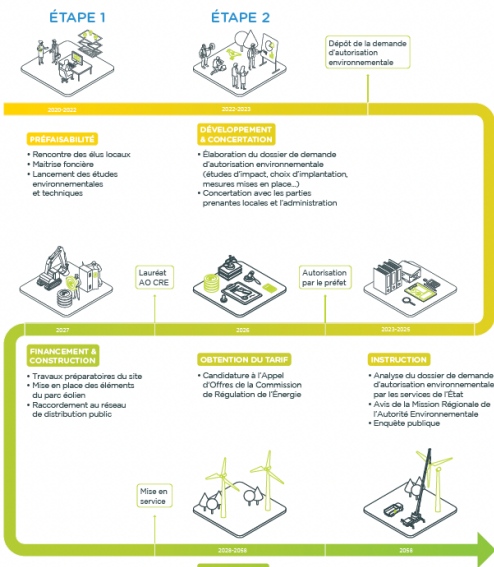 ÉTAPE 1
ÉTAPE 2
Dépôt de la demande
d'autorisation
environnementale
2020-2022
2022-2023
PRÉFAISABILITÉ
• Rencontre des élus locaux
• Maitrise foncière
• Lancement des études
environnementales
et techniques
DÉVELOPPEMENT
& CONCERTATION
• Élaboration du dossier de demande
d'autorisation environnementale
(études d'impact, choix d'implantation,
mesures mises en place...)
• Concertation avec les parties
prenantes locales et l'administration
Lauréat
AO CRE
Autorisation
par le préfet
2027
2026
2023-2025
FINANCEMENT &
CONSTRUCTION
• Travaux préparatoires du site
• Mise en place des éléments
du parc éolien
• Raccordement au réseau
de distribution public
OBTENTION DU TARIF
• Candidature à l'Appel
d'Offres de la Commission
de Régulation de l'Énergie
INSTRUCTION
• Analyse du dossier de demande
d'autorisation environnementale
par les services de l'État
• Avis de la Mission Régionale de
l'Autorité Environnementale
• Enquête publique
Mise en
service